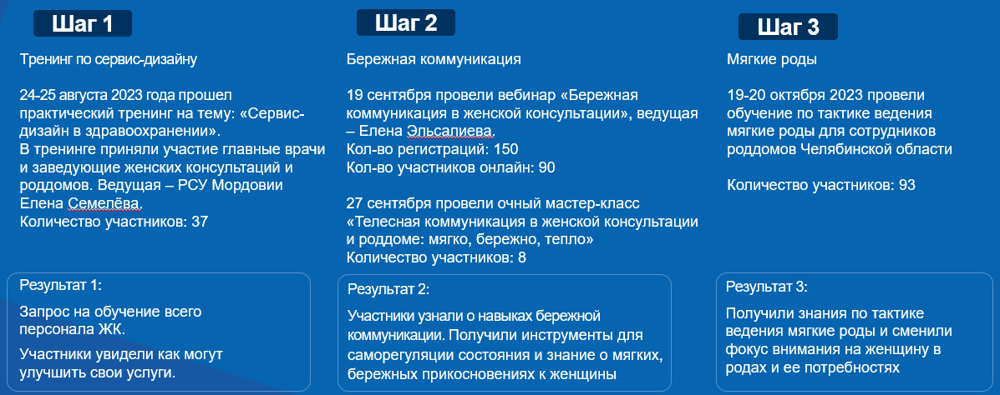 Шаг 1
Тренинг по сервис-дизайну
24-25 августа 2023 года прошел
практический тренинг на тему: «Сервис-
дизайн в здравоохранении».
В тренинге приняли участие главные врачи
и заведующие женских консультаций и
роддомов. Ведущая – РСУ Мордовии
Елена Семелёва.
Количество участников: 37
Результат 1:
Запрос на обучение всего
персонала ЖК.
Участники увидели как могут
улучшить свои услуги.
Шаг 2
Бережная коммуникация
19 сентября провели вебинар «Бережная
коммуникация в женской консультации», ведущая
– Елена Эльсалиева.
Кол-во регистраций: 150
Кол-во участников онлайн: 90
27 сентября провели очный мастер-класс
«Телесная коммуникация в женской консультации
и роддоме: мягко, бережно, тепло»
Количество участников: 8
Результат 2:
Участники узнали о навыках бережной
коммуникации. Получили инструменты для
саморегуляции состояния и знание о мягких,
бережных прикосновениях к женщины
Шаг 3
Мягкие роды
19-20 октября 2023 провели
обучение по тактике ведения
мягкие роды для сотрудников
роддомов Челябинской области
Количество участников: 93
Результат 3:
Получили знания по тактике
ведения мягкие роды и сменили
фокус внимания на женщину в
родах и ее потребностях